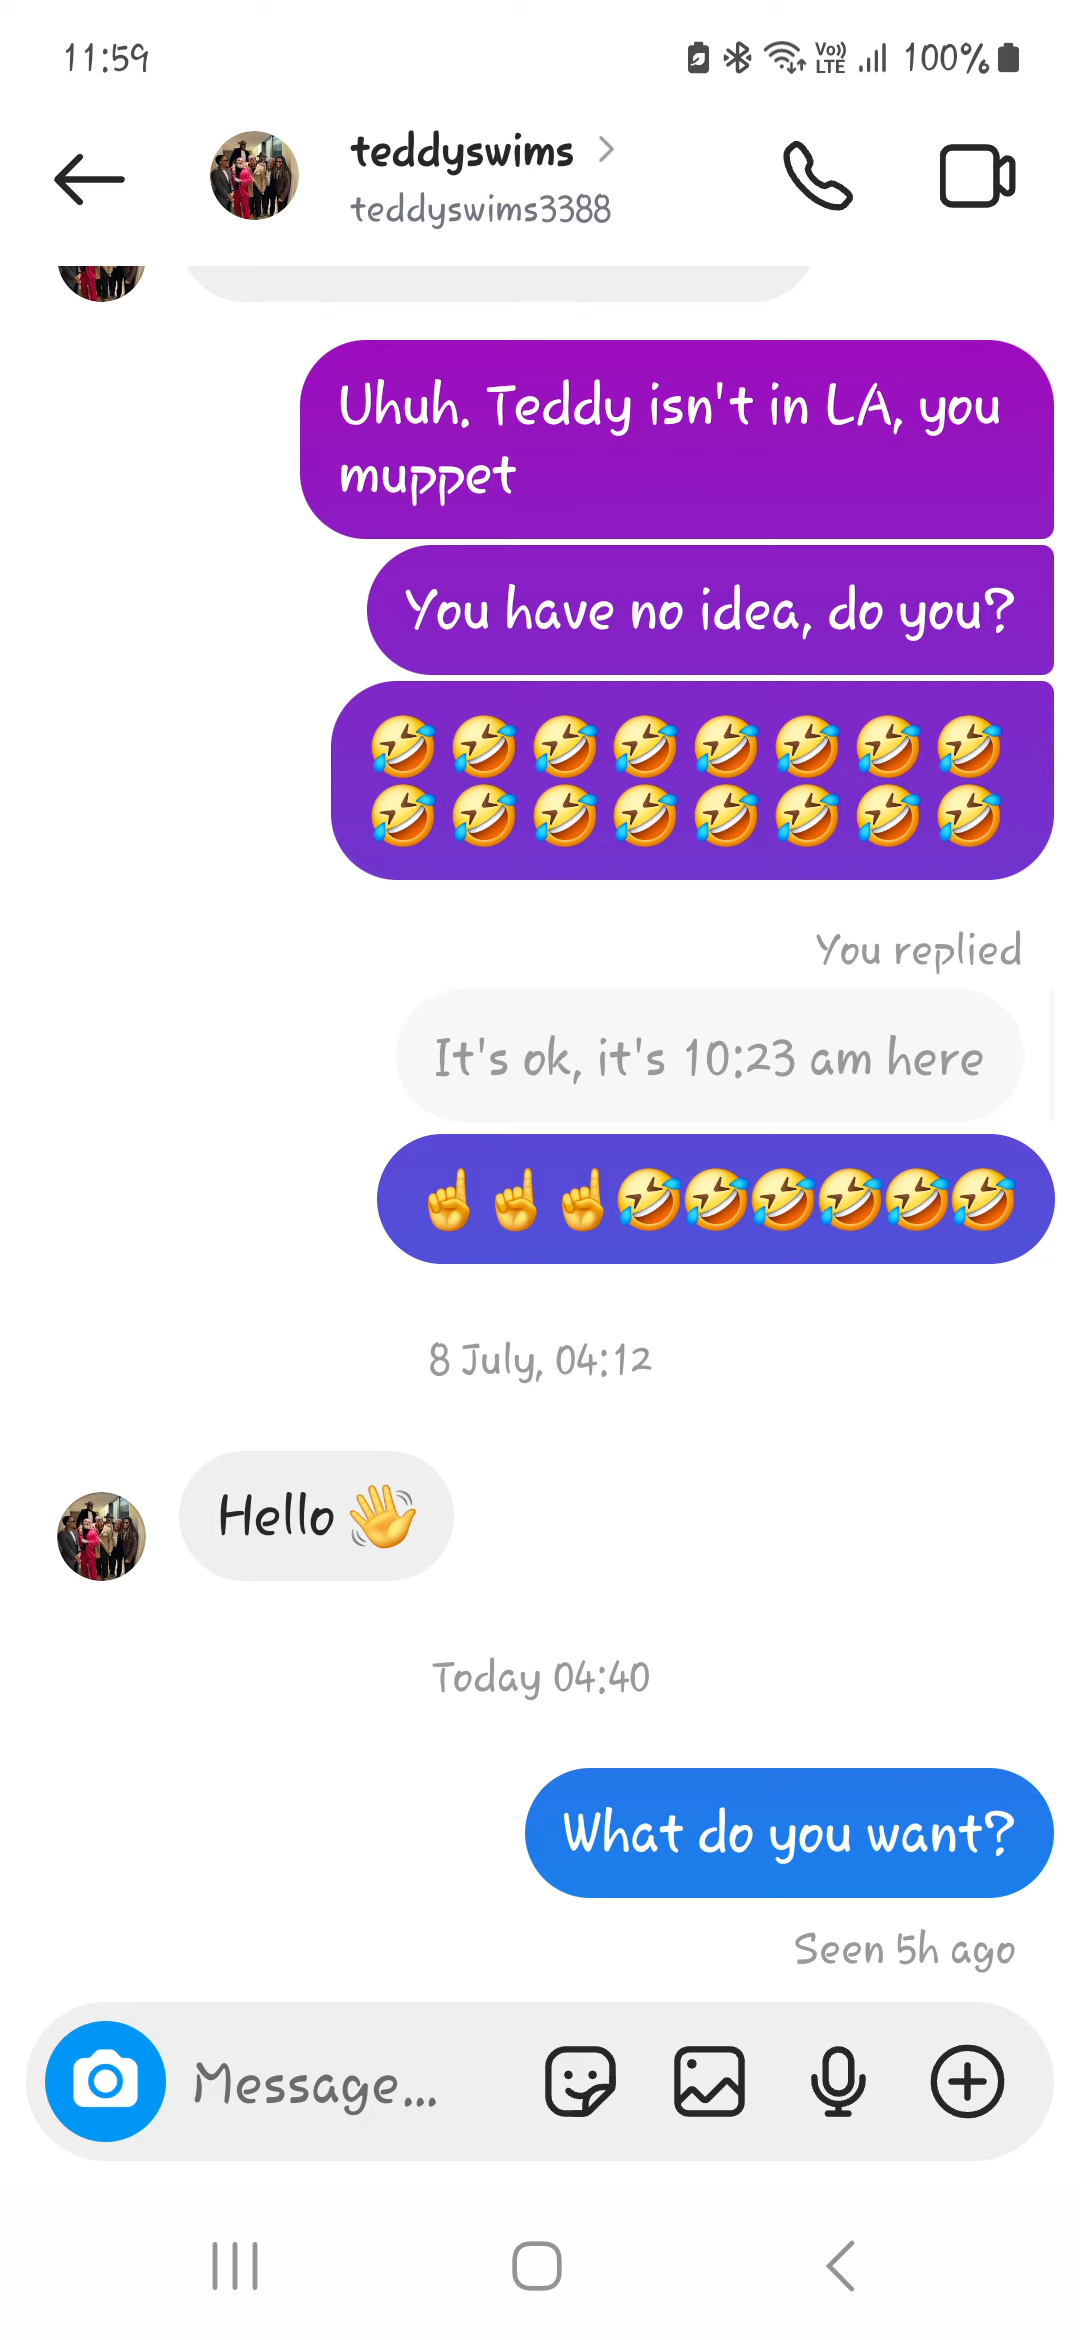 11:59
Vo)) LTE 100%
teddyswims
teddyswims3388
Uhuh. Teddy isn't in LA, you
muppet
You have no idea, do you?
🤣🤣🤣🤣🤣🤣🤣🤣
🤣🤣🤣🤣🤣🤣🤣🤣
You replied
It's ok, it's 10:23 am here
☝️☝️☝️🤣🤣🤣🤣🤣🤣
8 July, 04:12
Hello 👋
Today 04:40
What do you want?
Seen 5h ago
Message...